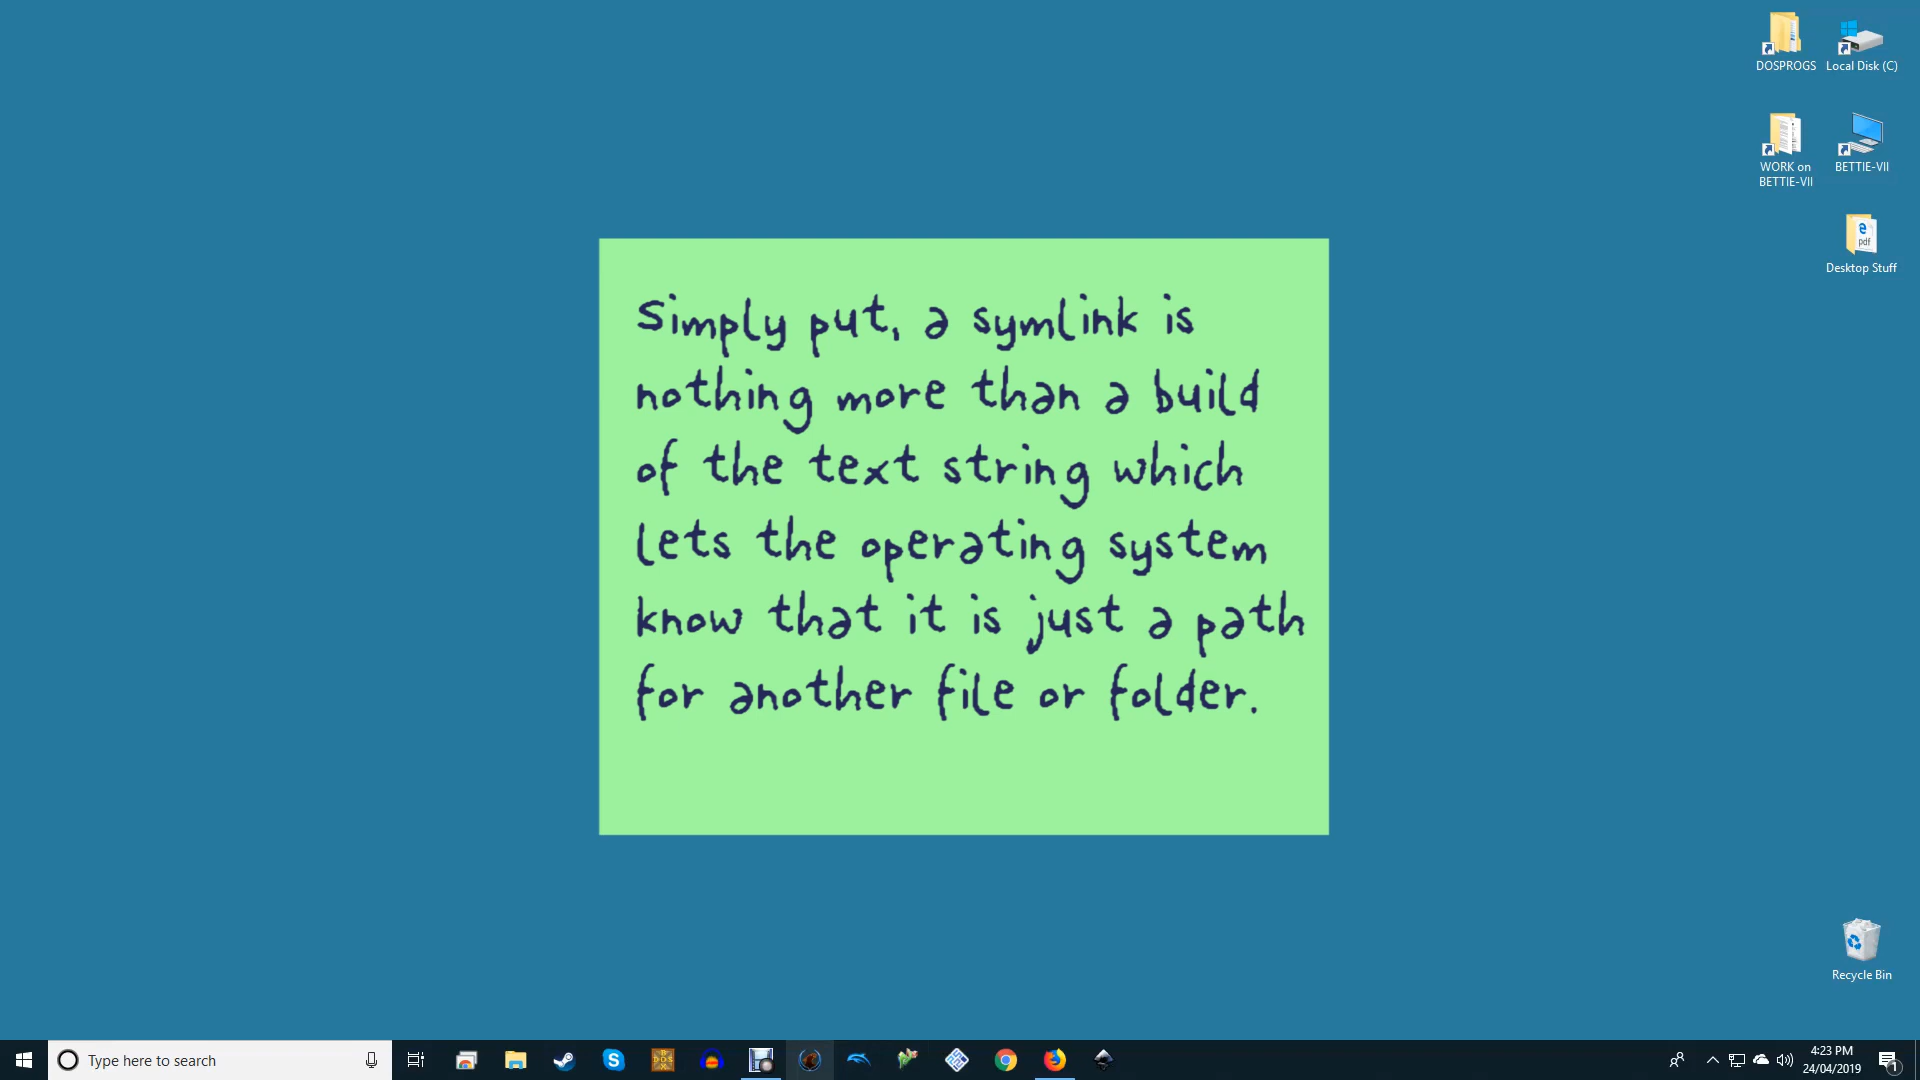 DOSPROGS
Local Disk (C)
WORK on
BETTIE-VII
BETTIE-VII
Desktop Stuff
Simply put, a symlink is
nothing more than a build
of the text string which
lets the operating system
know that it is just a path
for another file or folder.
Recycle Bin
Type here to search
4:23 PM
24/04/2019